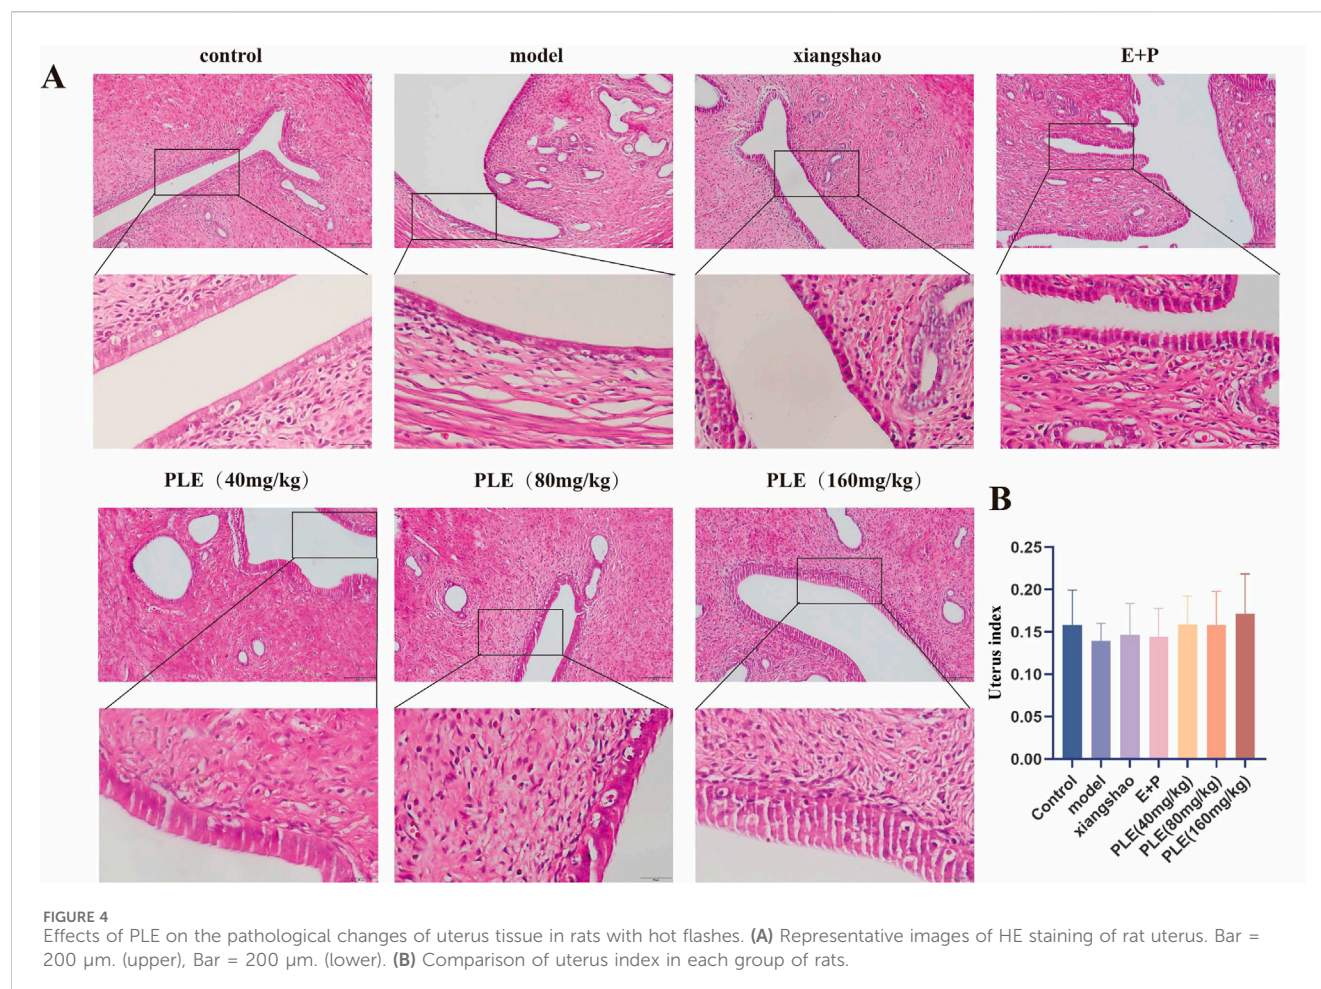 A
control
model
xiangshao
E+P
PLE（40mg/kg）
PLE（80mg/kg）
PLE（160mg/kg）
B
Uterus index
0.25
0.20
0.15
0.10
0.05
0.00
Control
model
xiangshao
E+P
PLE(40mg/kg)
PLE(80mg/kg)
PLE(160mg/kg)
FIGURE 4
Effects of PLE on the pathological changes of uterus tissue in rats with hot flashes. (A) Representative images of HE staining of rat uterus. Bar =
200 µm. (upper), Bar = 200 µm. (lower). (B) Comparison of uterus index in each group of rats.